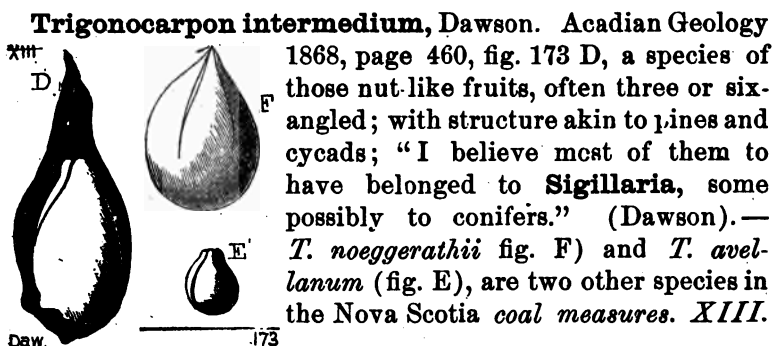 Trigonocarpon intermedium, Dawson. Acadian Geology
1868, page 460, fig. 173 D, a species of
those nut-like fruits, often three or six-
angled; with structure akin to pines and
cycads; "I believe most of them to
have belonged to Sigillaria, some
possibly to conifers." (Dawson).—
T. noeggerathii fig. F) and T. avel-
lanum (fig. E), are two other species in
the Nova Scotia coal measures. XIII.
D
F
E
Daw.
173